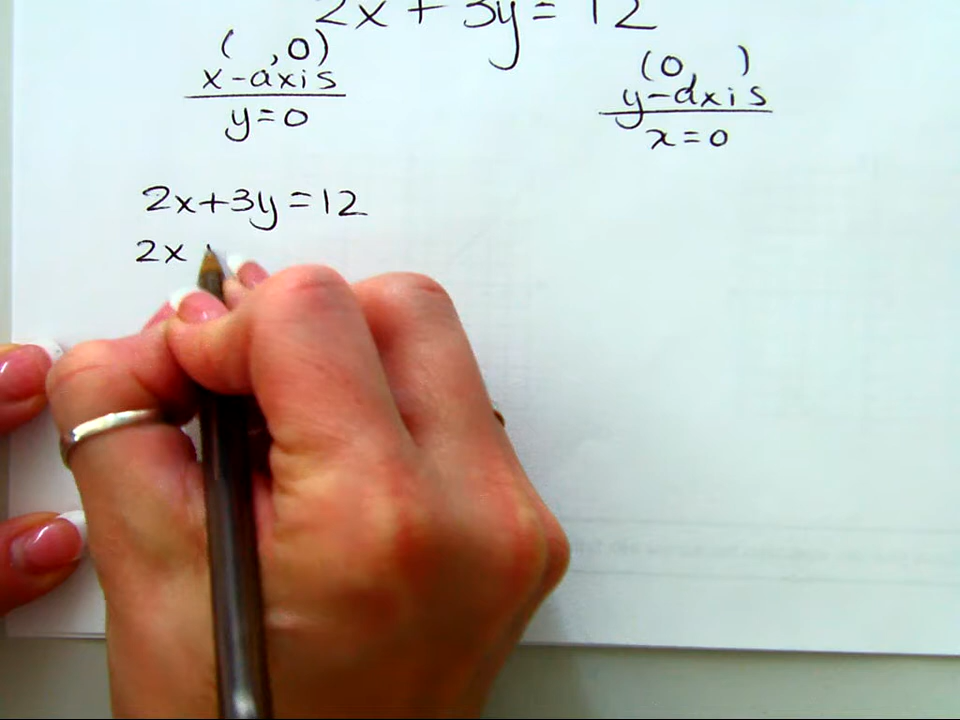 2x + 3y = 12
( ,0)
x-axis
y=0
(0, )
y-axis
x=0
2x+3y=12
2x